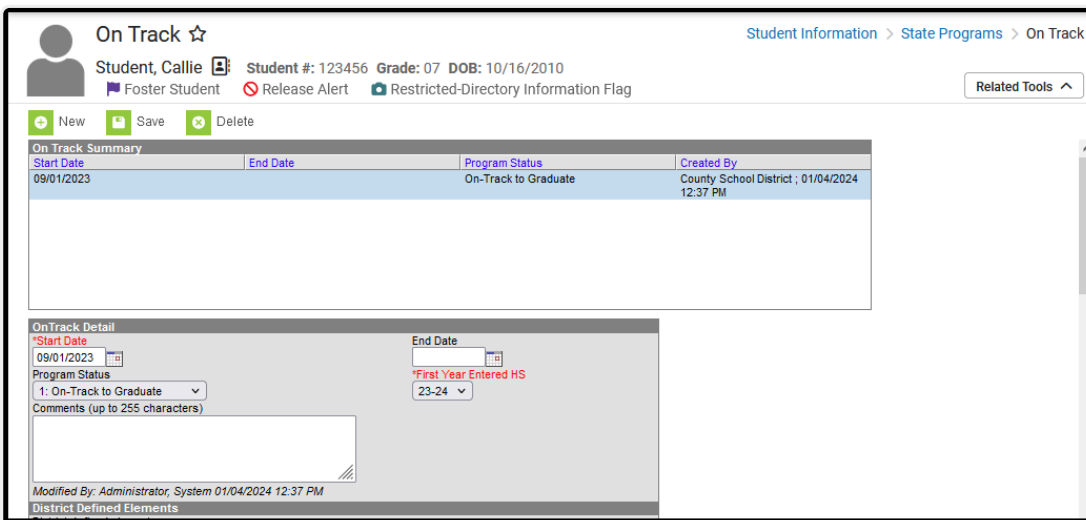 On Track
Student Information > State Programs > On Track
Student, Callie Student #: 123456 Grade: 07 DOB: 10/16/2010
Foster Student Release Alert Restricted-Directory Information Flag
Related Tools
New Save Delete
On Track Summary
Start Date End Date Program Status Created By
09/01/2023 On-Track to Graduate County School District ; 01/04/2024
12:37 PM
OnTrack Detail
*Start Date End Date
09/01/2023
Program Status *First Year Entered HS
1: On-Track to Graduate 23-24
Comments (up to 255 characters)
Modified By: Administrator, System 01/04/2024 12:37 PM
District Defined Elements